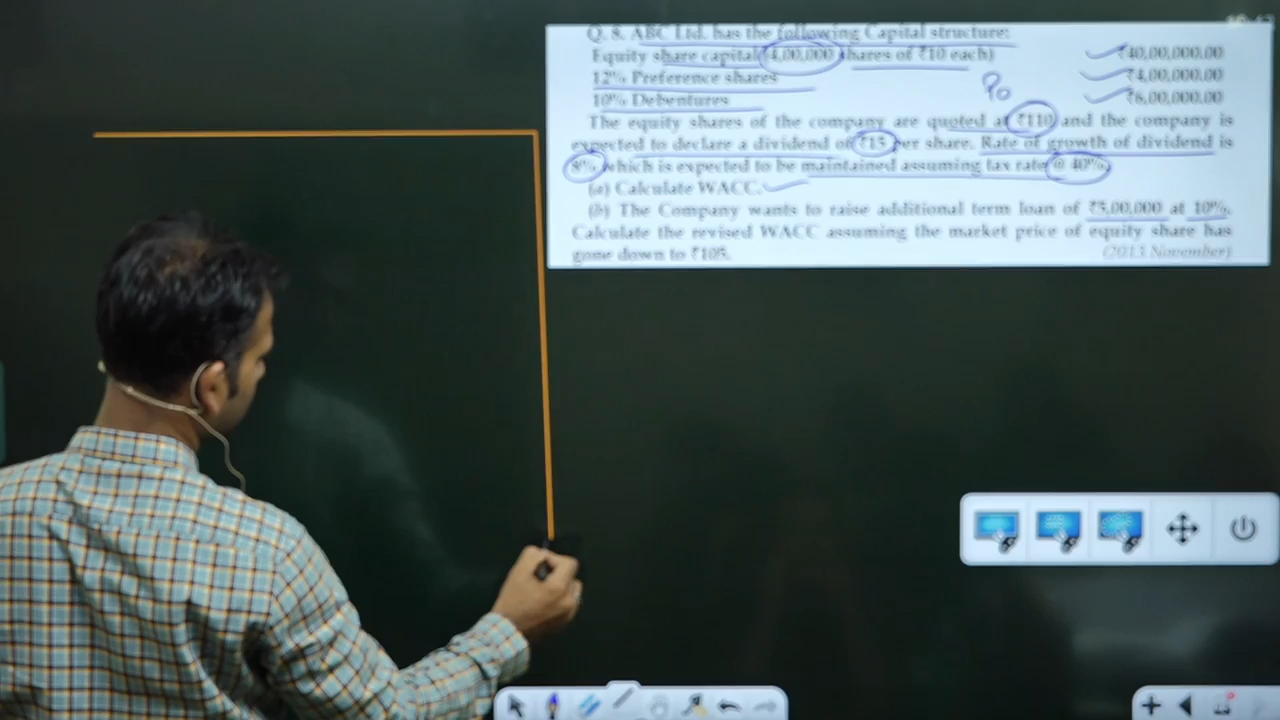 Q. 8. ABC Ltd. has the following Capital structure:
Equity share capital (4,00,000 shares of ₹10 each) ₹40,00,000.00
12% Preference shares ₹4,00,000.00
10% Debentures ₹6,00,000.00
P0
The equity shares of the company are quoted at ₹110 and the company is
expected to declare a dividend of ₹15 per share. Rate of growth of dividend is
8% which is expected to be maintained assuming tax rate @ 40%.
(a) Calculate WACC.
(b) The Company wants to raise additional term loan of ₹5,00,000 at 10%.
Calculate the revised WACC assuming the market price of equity share has
gone down to ₹105. (2013 November)